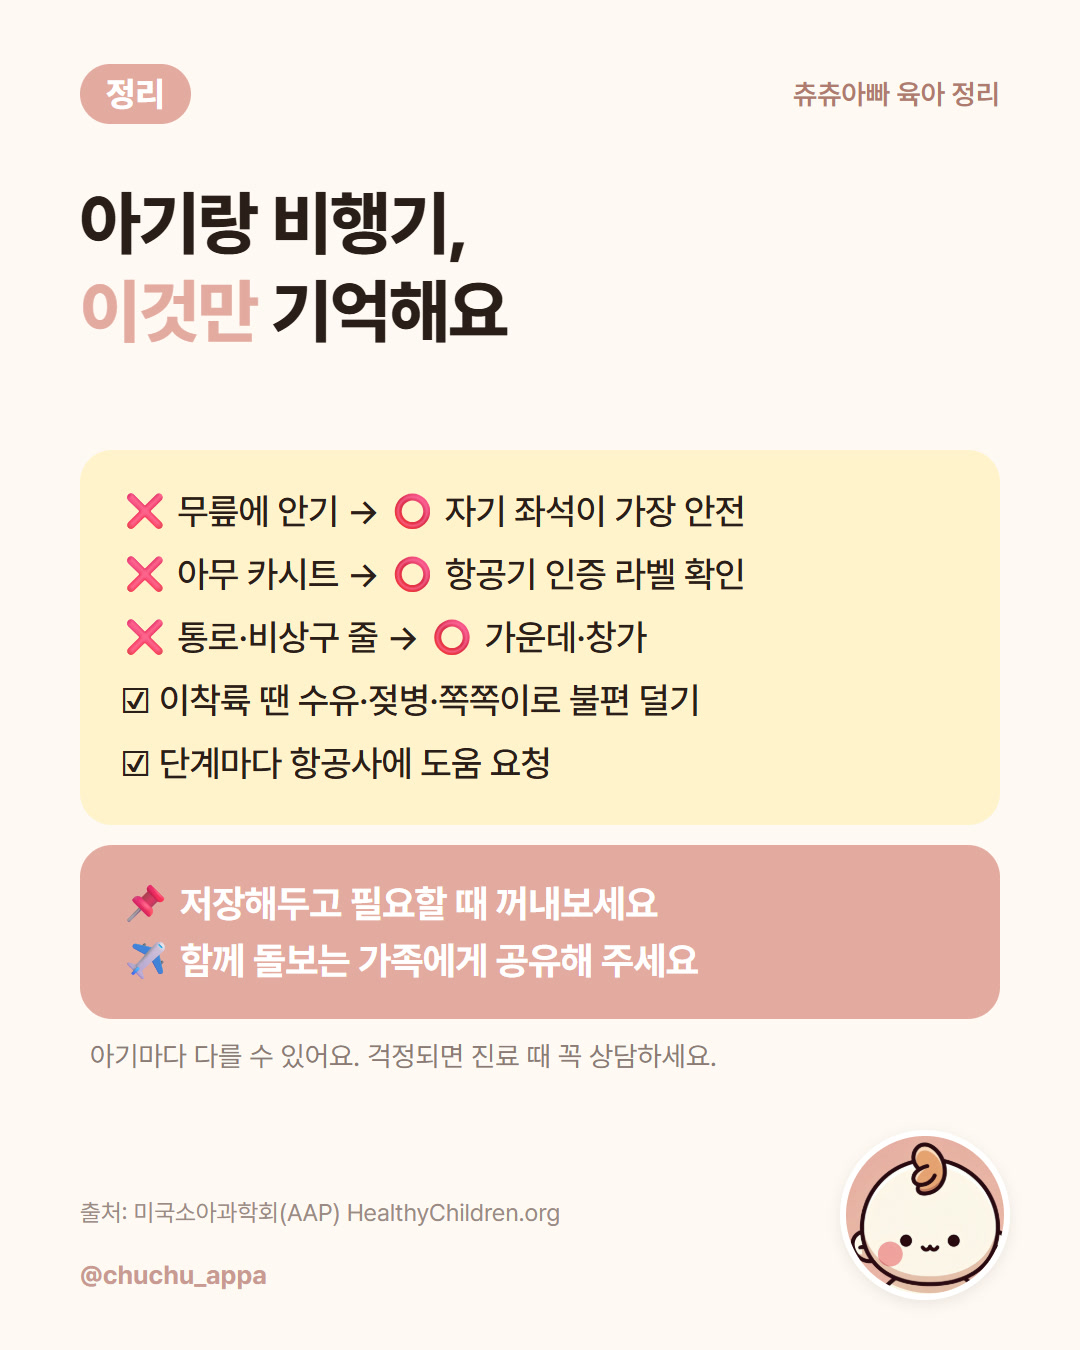 정리
츄츄아빠 육아 정리
아기랑 비행기,
이것만 기억해요
❌ 무릎에 안기 → ⭕ 자기 좌석이 가장 안전
❌ 아무 카시트 → ⭕ 항공기 인증 라벨 확인
❌ 통로·비상구 줄 → ⭕ 가운데·창가
☑ 이착륙 땐 수유·젖병·쪽쪽이로 불편 덜기
☑ 단계마다 항공사에 도움 요청
📌 저장해두고 필요할 때 꺼내보세요
✈️ 함께 돌보는 가족에게 공유해 주세요
아기마다 다를 수 있어요. 걱정되면 진료 때 꼭 상담하세요.
출처: 미국소아과학회(AAP) HealthyChildren.org
@chuchu_appa